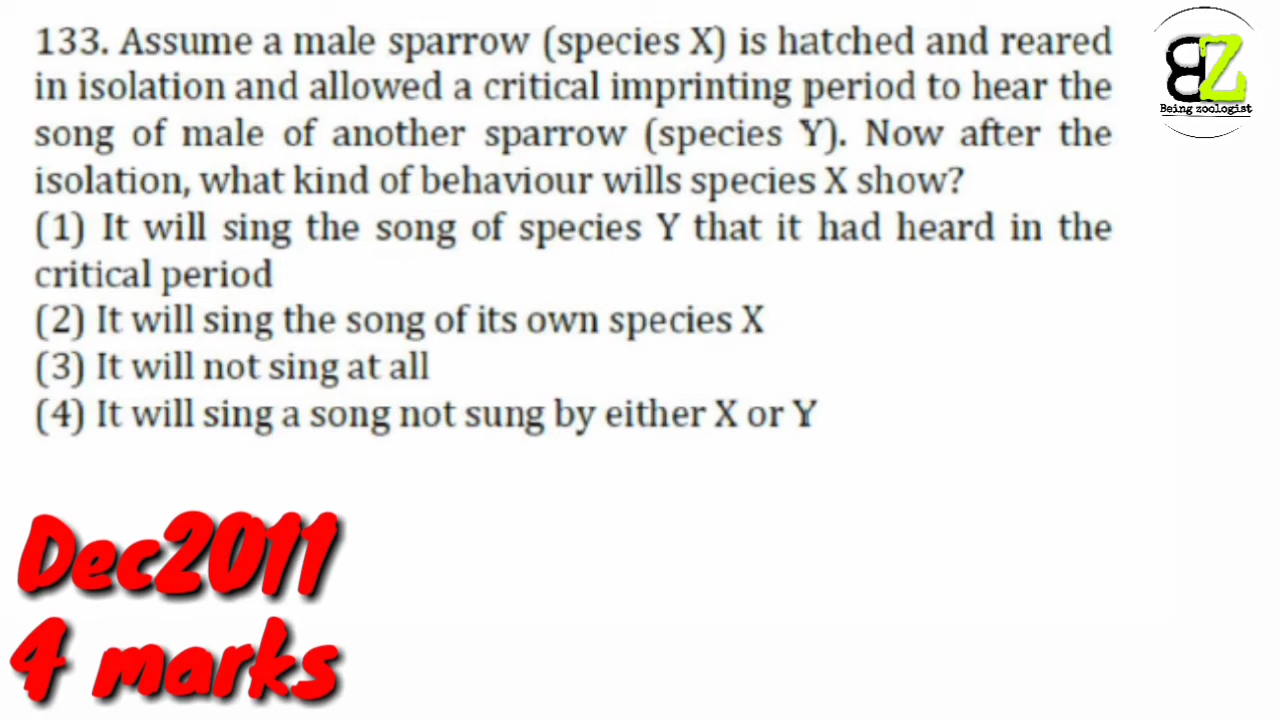 133. Assume a male sparrow (species X) is hatched and reared
in isolation and allowed a critical imprinting period to hear the
song of male of another sparrow (species Y). Now after the
isolation, what kind of behaviour wills species X show?
(1) It will sing the song of species Y that it had heard in the
critical period
(2) It will sing the song of its own species X
(3) It will not sing at all
(4) It will sing a song not sung by either X or Y
BZ
Being zoologist
Dec2011
4 marks